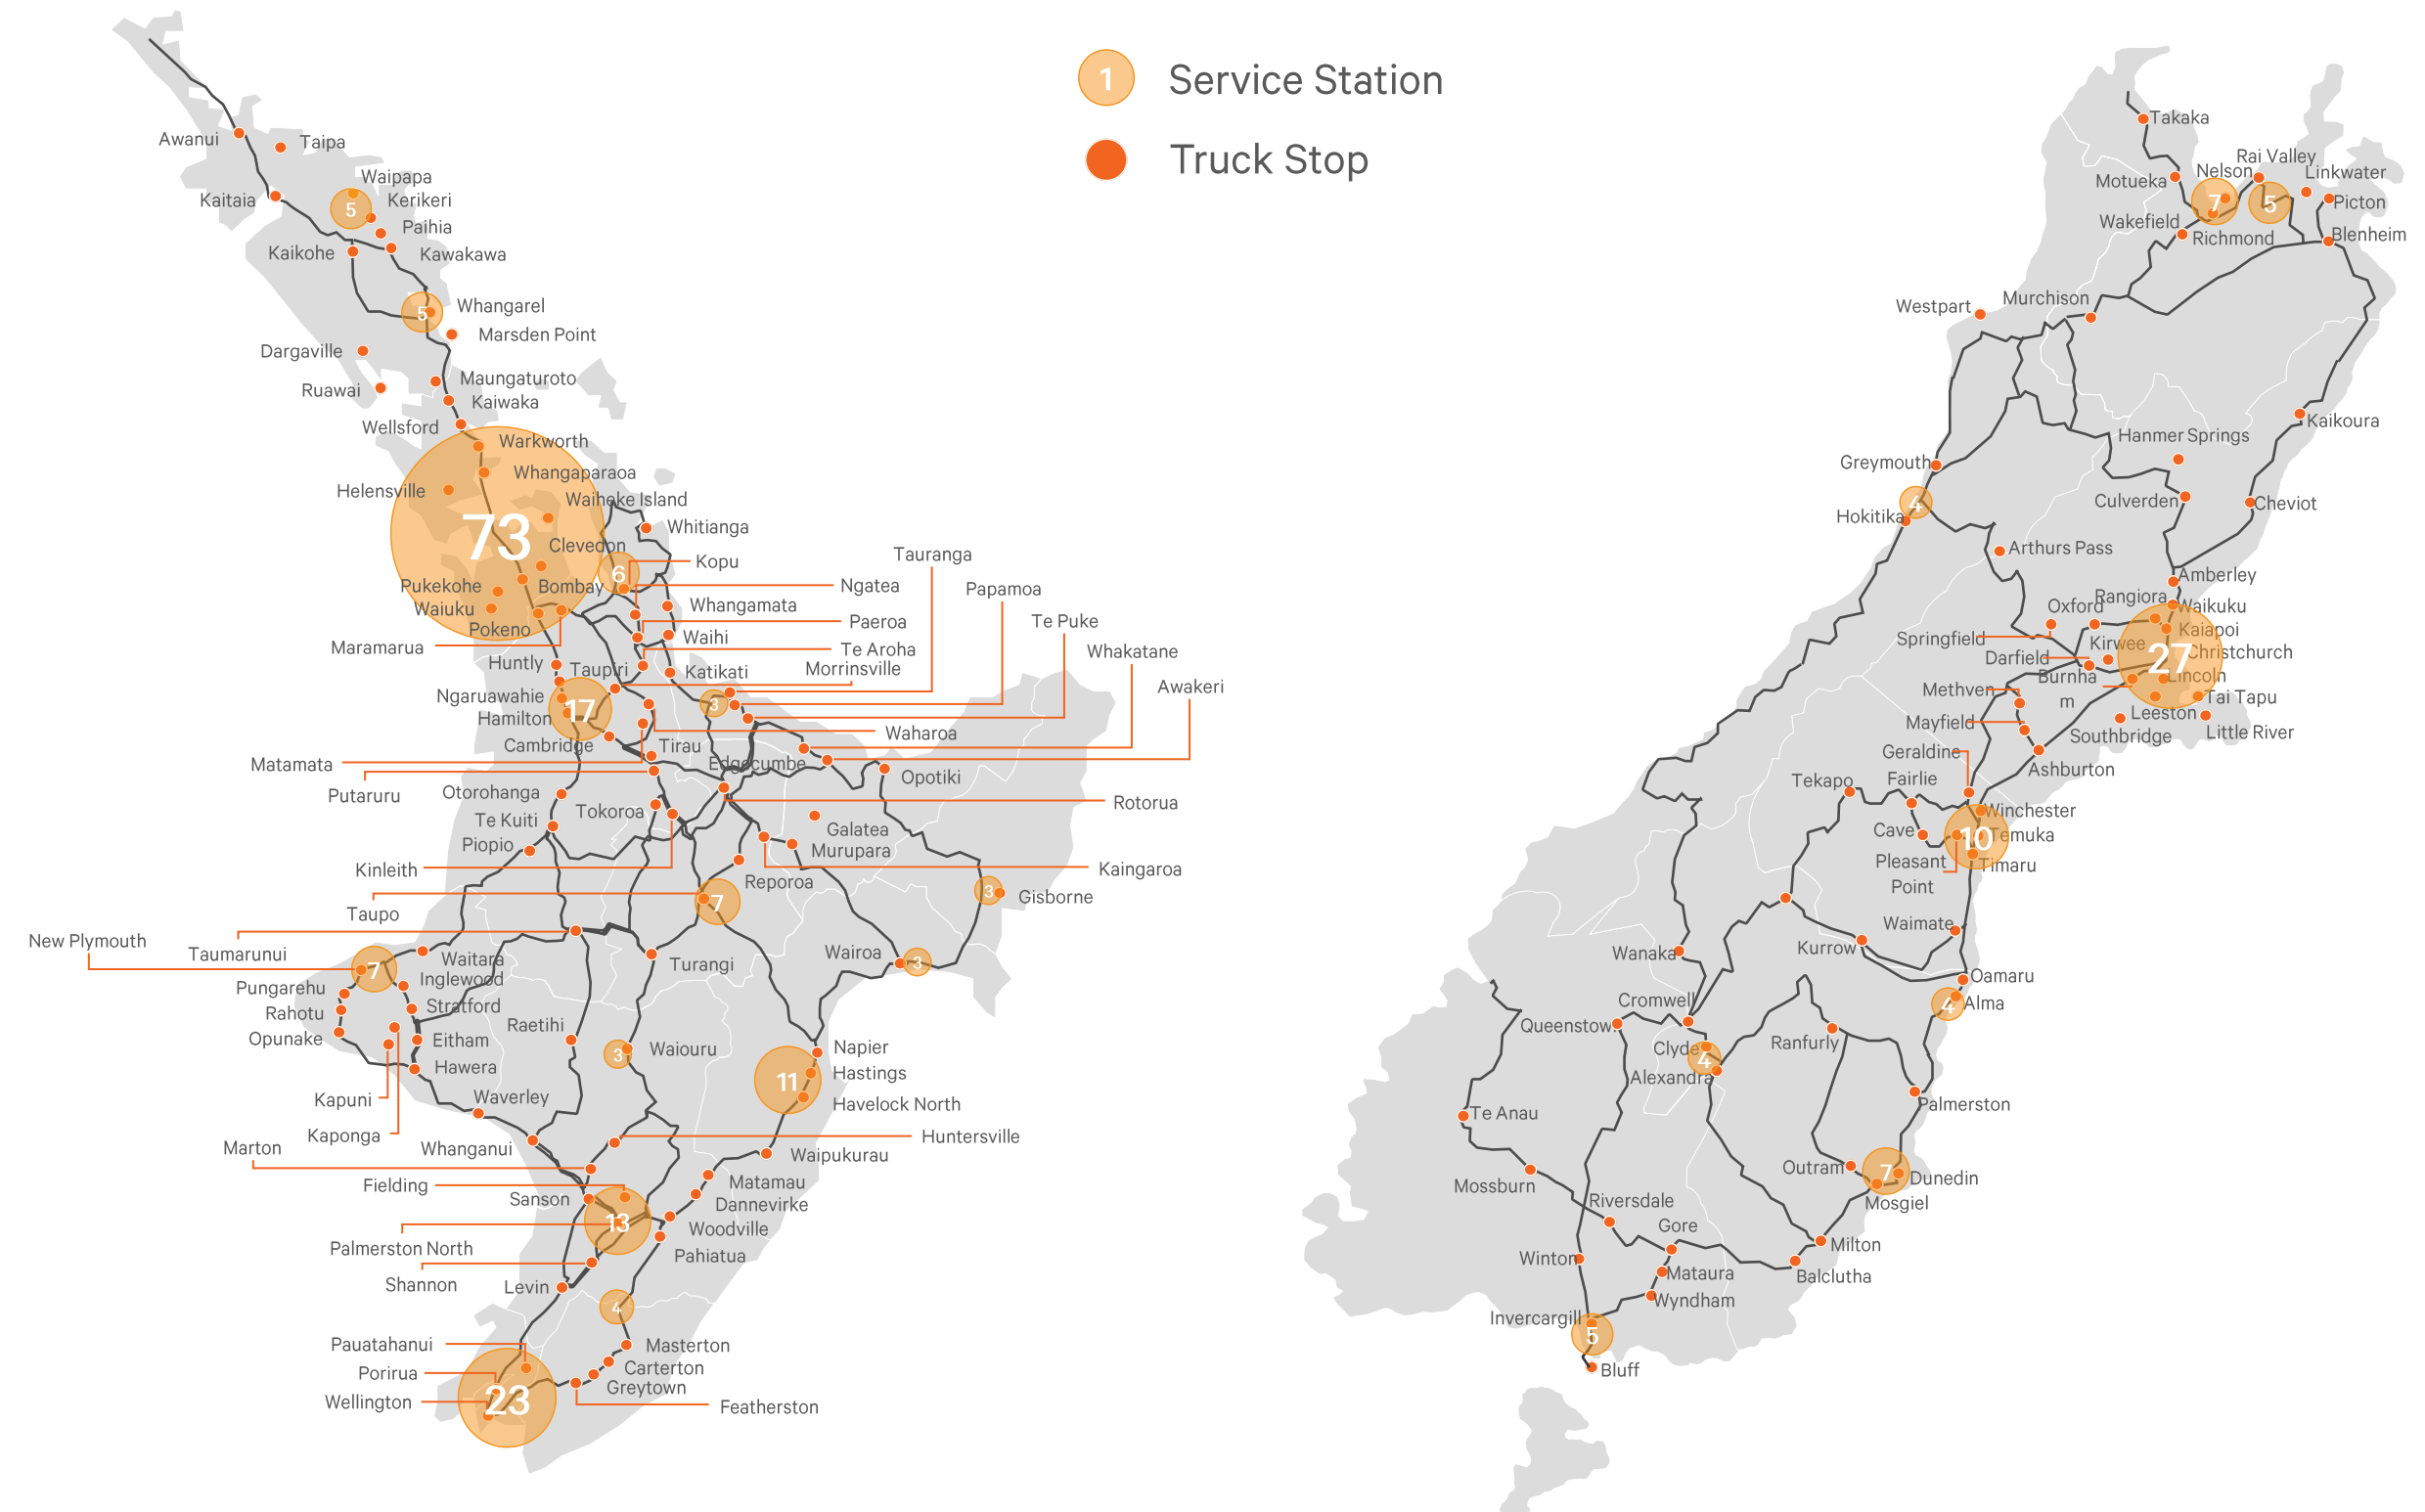 1
Service Station
Truck Stop
Awanui
Taipa
Waipapa
Kaitaia
5
Kerikeri
Paihia
Kaikohe
Kawakawa
Whangarel
5
Marsden Point
Dargaville
Ruawai
Maungaturoto
Kaiwaka
Wellsford
Warkworth
Whangaparaoa
Helensville
Waiheke Island
73
Whitianga
Clevedon
Kopu
Tauranga
6
Pukekohe
Bombay
Ngatea
Papamoa
Waiuku
Whangamata
Pokeno
Paeroa
Te Puke
Maramarua
Waihi
Te Aroha
Whakatane
Huntly
Taupiri
Katikati
Morrinsville
Awakeri
Ngaruawahie
17
3
Hamilton
Waharoa
Cambridge
Tirau
Edgecumbe
Matamata
Opotiki
Putaruru
Otorohanga
Rotorua
Tokoroa
Te Kuiti
Galatea
Piopio
Murupara
Kinleith
Kaingaroa
Reporoa
3
Gisborne
7
Taupo
New Plymouth
Taumarunui
Waitara
Wairoa
3
Turangi
7
Inglewood
Pungarehu
Stratford
Rahotu
Raetihi
Opunake
Eitham
3
Waiouru
Napier
Hawera
11
Hastings
Kapuni
Waverley
Havelock North
Kaponga
Huntersville
Marton
Whanganui
Waipukurau
Fielding
Sanson
Matamau
Dannevirke
13
Woodville
Palmerston North
Pahiatua
Shannon
Levin
4
Pauatahanui
Masterton
Porirua
Carterton
Greytown
Wellington
23
Featherston
Takaka
Rai Valley
Nelson
Linkwater
Motueka
7
5
Picton
Wakefield
Richmond
Blenheim
Murchison
Westpart
Kaikoura
Hanmer Springs
Greymouth
4
Culverden
Cheviot
Hokitika
Arthurs Pass
Amberley
Rangiora
Oxford
Waikuku
Springfield
Kaiapoi
Kirwee
Darfield
27
Christchurch
Burnha
m
Lincoln
Methven
Tai Tapu
Leeston
Mayfield
Southbridge
Little River
Geraldine
Ashburton
Tekapo
Fairlie
Winchester
Cave
10
Temuka
Pleasant
Point
Timaru
Waimate
Kurrow
Wanaka
Oamaru
Cromwell
4
Alma
Queenstown
Ranfurly
Clyde
4
Alexandra
Palmerston
Te Anau
Outram
7
Dunedin
Mossburn
Mosgiel
Riversdale
Gore
Milton
Winton
Mataura
Balclutha
Wyndham
Invercargill
5
Bluff